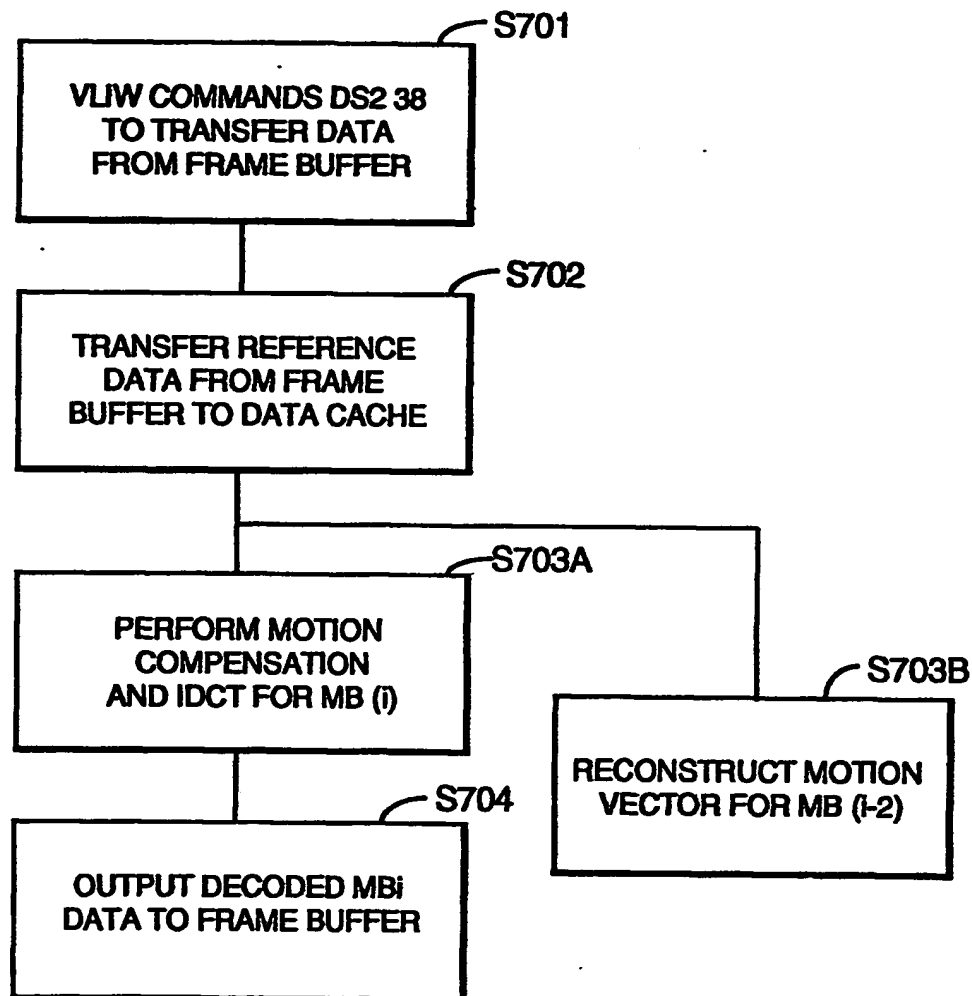 S701
VLIW COMMANDS DS2 38
TO TRANSFER DATA
FROM FRAME BUFFER
S702
TRANSFER REFERENCE
DATA FROM FRAME
BUFFER TO DATA CACHE
S703A
PERFORM MOTION
COMPENSATION
AND IDCT FOR MB (i)
S703B
RECONSTRUCT MOTION
VECTOR FOR MB (i-2)
S704
OUTPUT DECODED MBi
DATA TO FRAME BUFFER